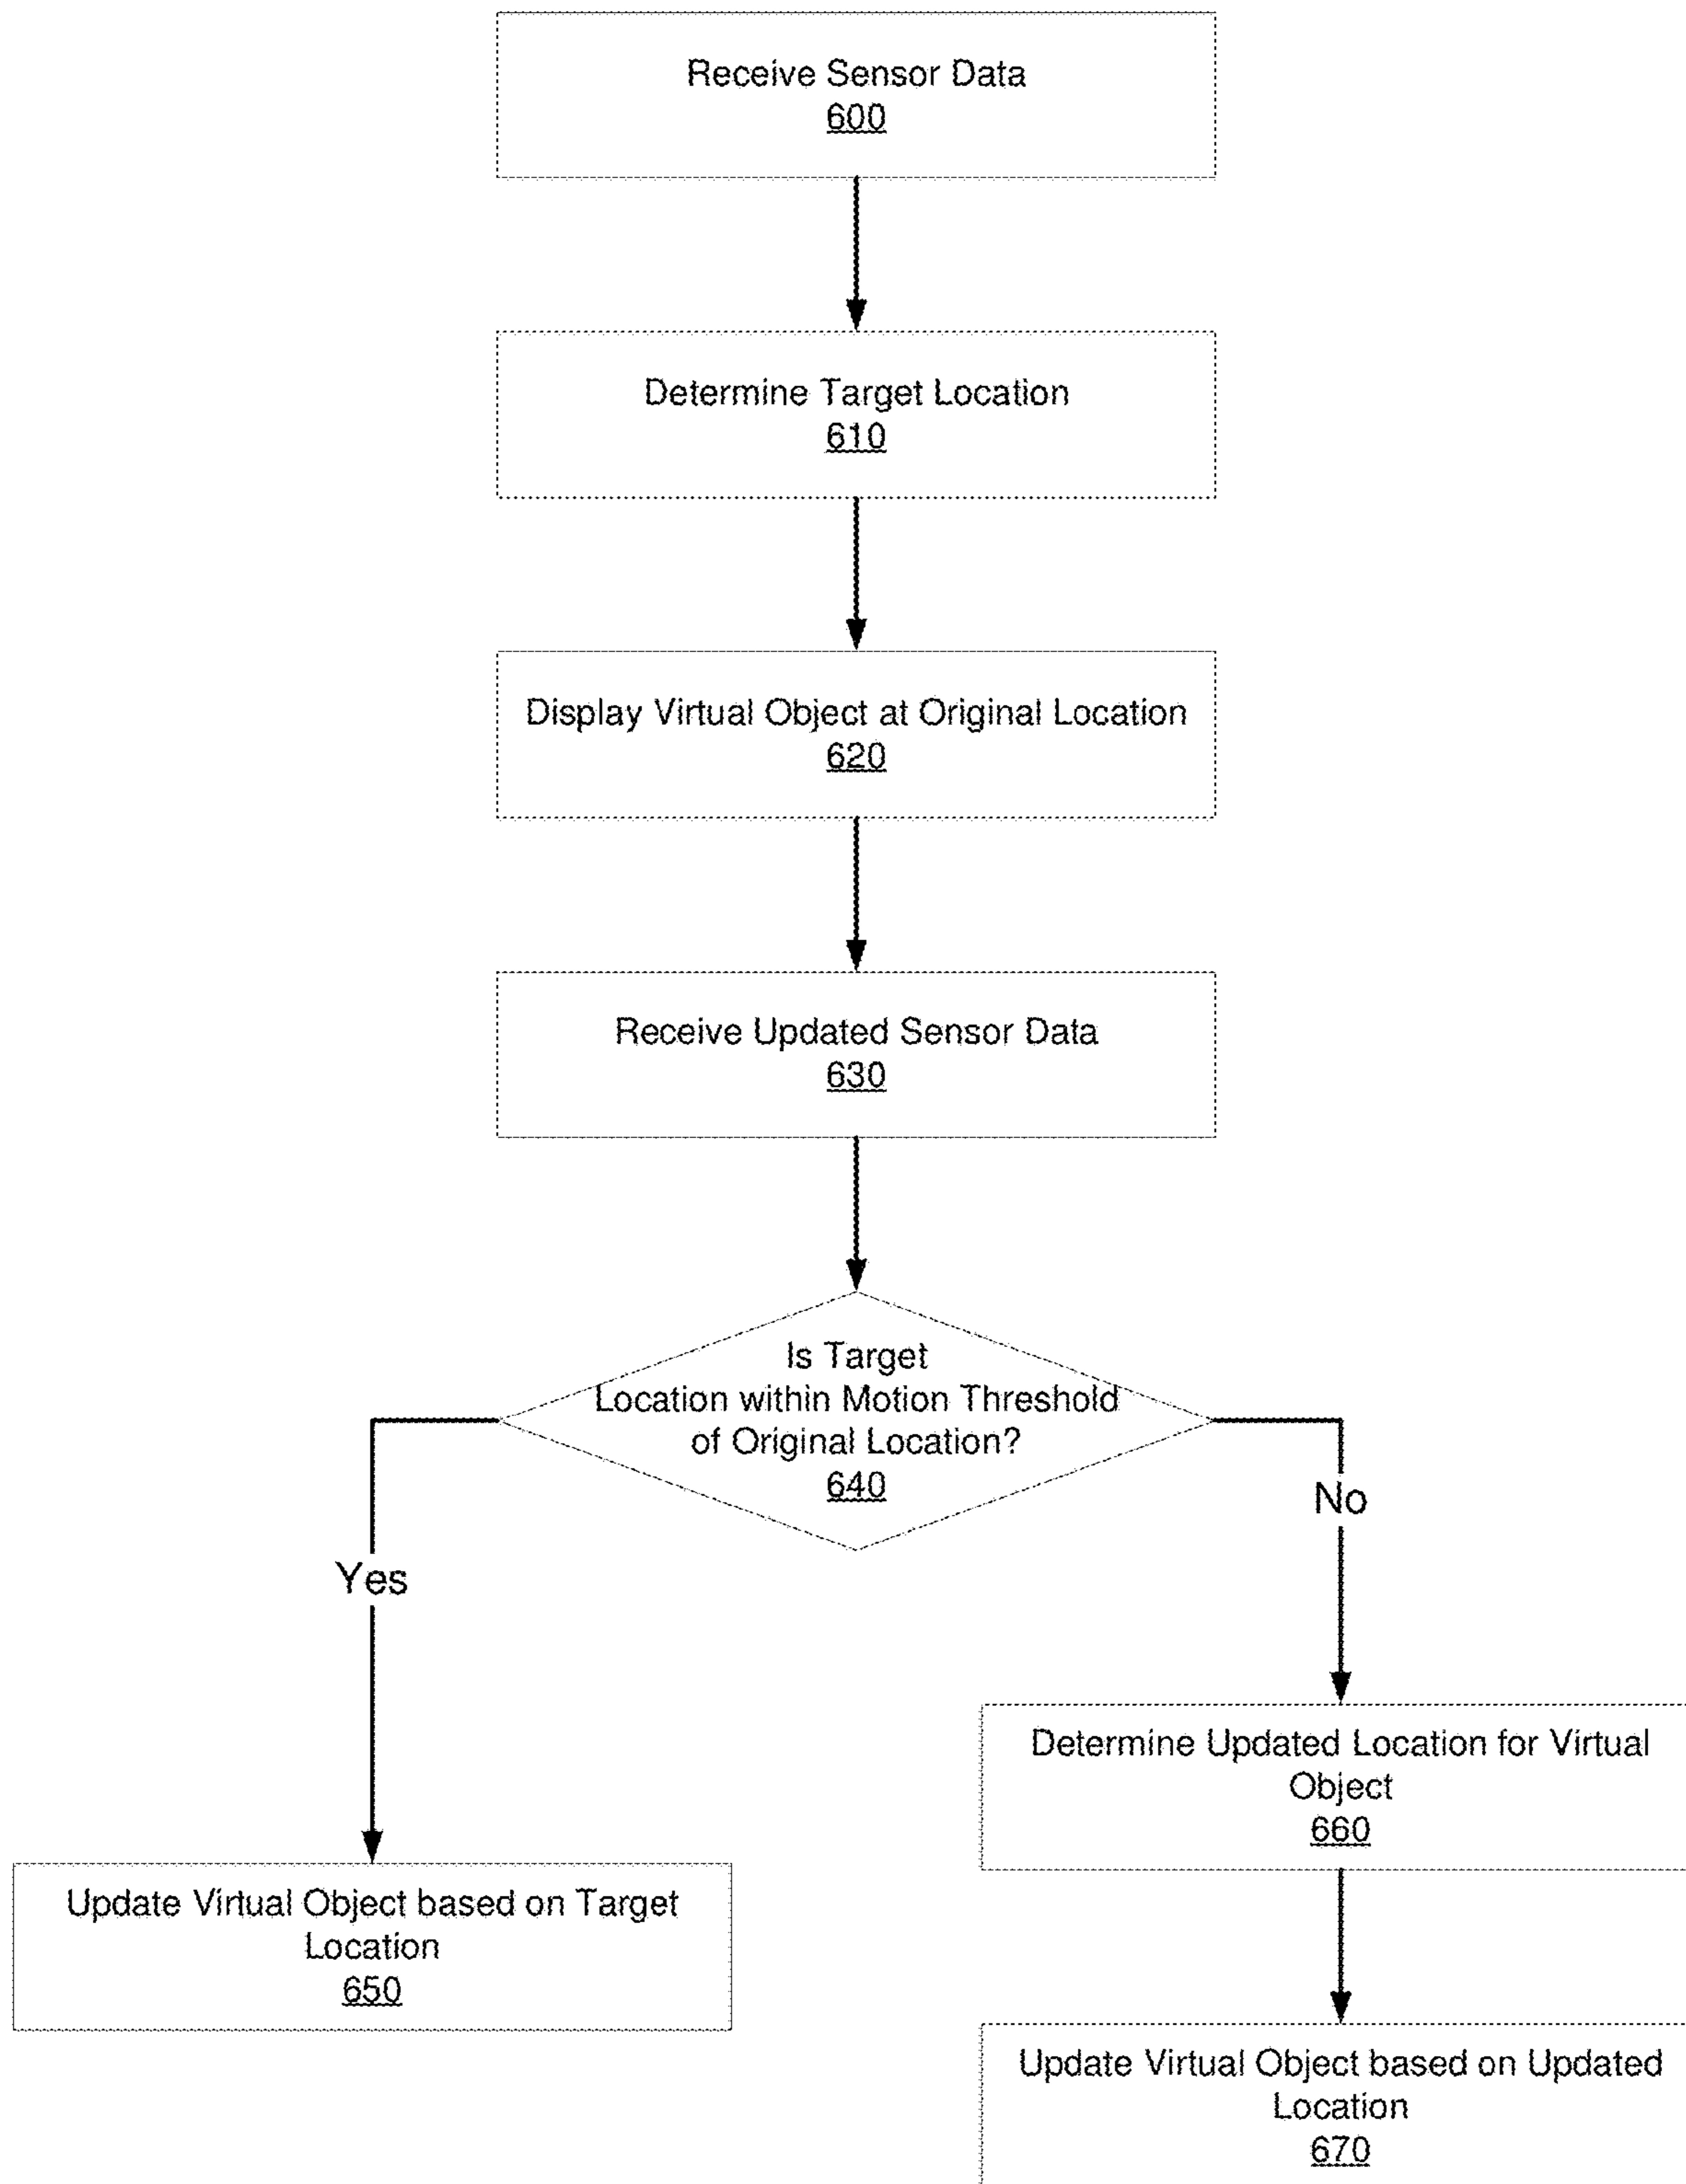 Receive Sensor Data
600
Determine Target Location
610
Display Virtual Object at Original Location
620
Receive Updated Sensor Data
630
Is Target
Location within Motion Threshold
of Original Location?
640
No
Yes
Determine Updated Location for Virtual
Object
660
Update Virtual Object based on Target
Location
650
Update Virtual Object based on Updated
Location
670